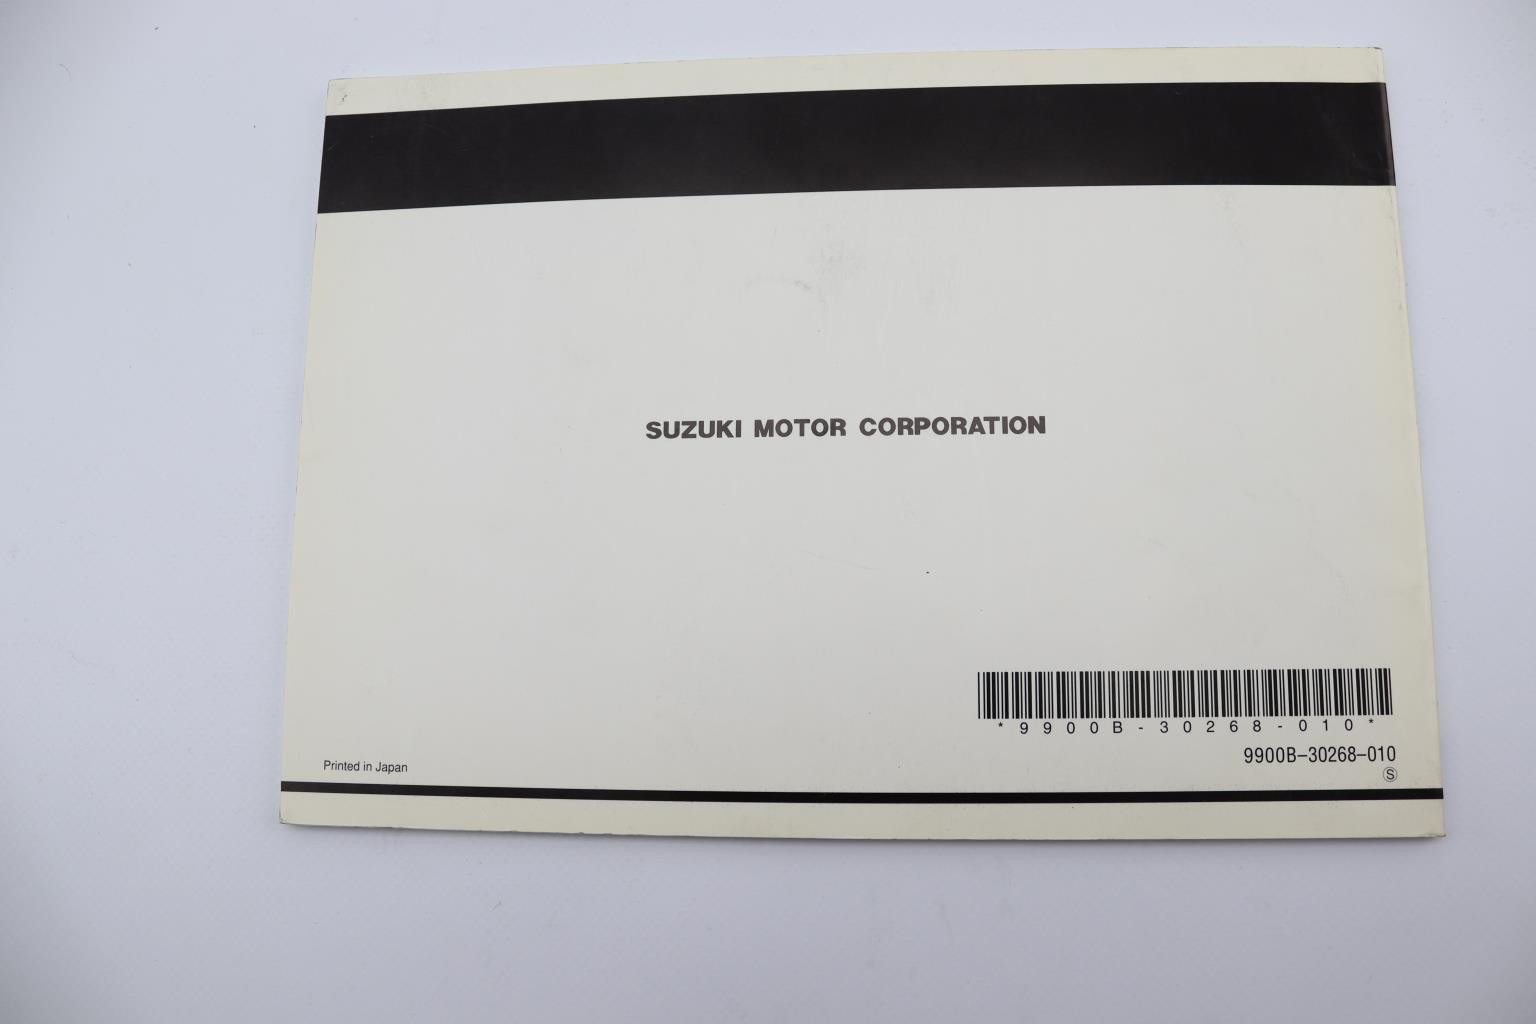 SUZUKI MOTOR CORPORATION
*9900B-30268-010*
9900B-30268-010
Ⓢ
Printed in Japan